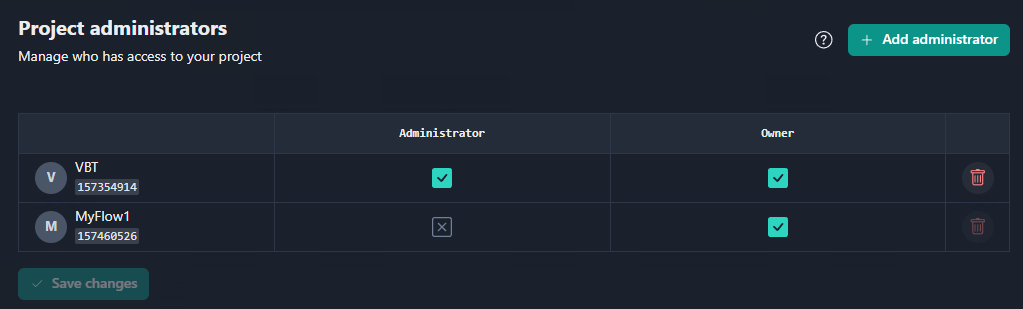 Project administrators
Manage who has access to your project
? + Add administrator
Administrator Owner
V VBT
157354914
M MyFlow1
157460526
Save changes